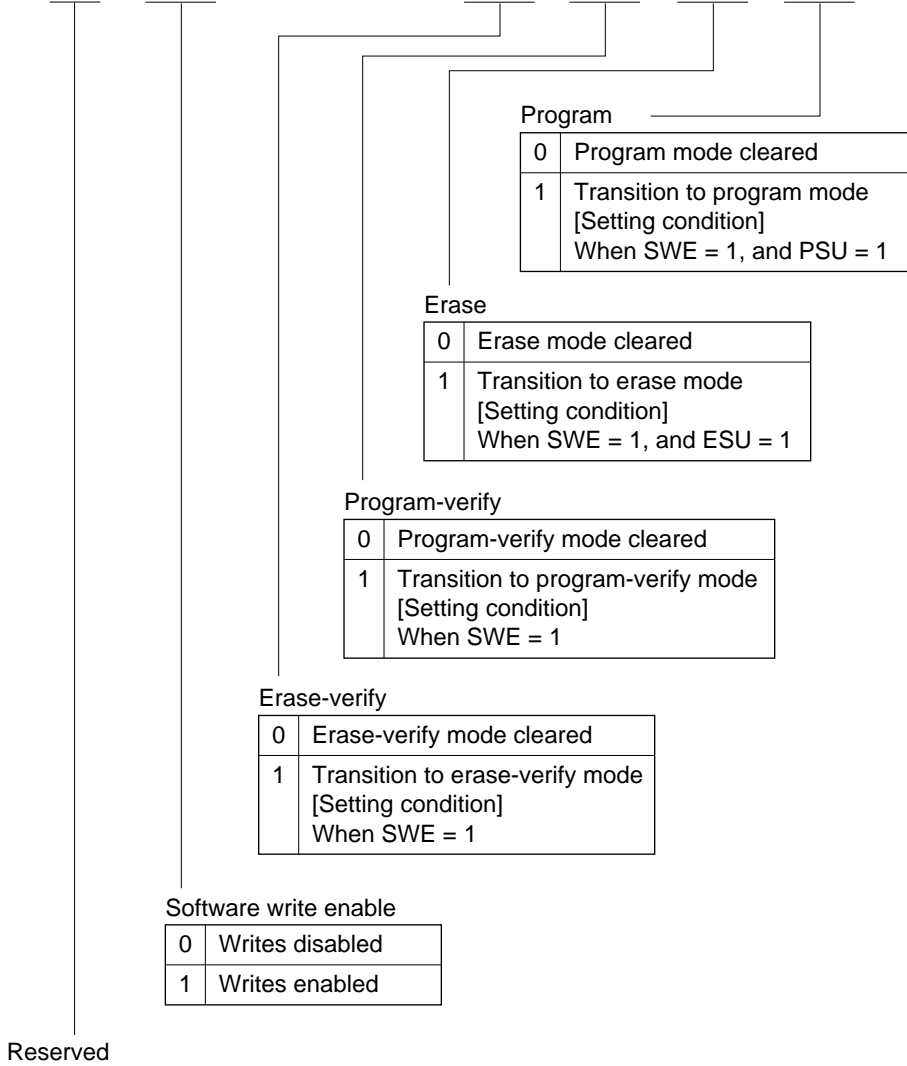 Program
0 Program mode cleared
1 Transition to program mode
[Setting condition]
When SWE = 1, and PSU = 1
Erase
0 Erase mode cleared
1 Transition to erase mode
[Setting condition]
When SWE = 1, and ESU = 1
Program-verify
0 Program-verify mode cleared
1 Transition to program-verify mode
[Setting condition]
When SWE = 1
Erase-verify
0 Erase-verify mode cleared
1 Transition to erase-verify mode
[Setting condition]
When SWE = 1
Software write enable
0 Writes disabled
1 Writes enabled
Reserved